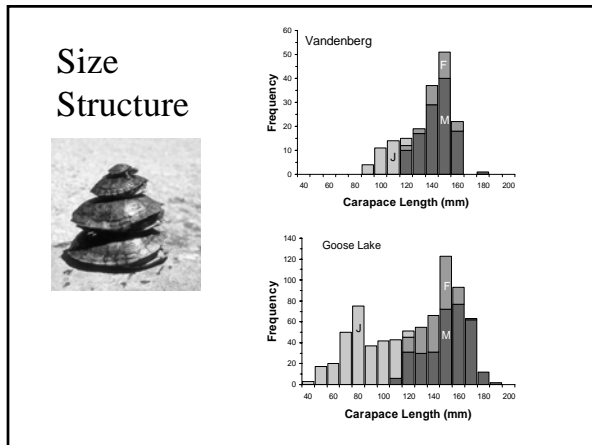 Size
Structure
Vandenberg
Frequency
60
50
40
30
20
10
0
F
M
J
40 60 80 100 120 140 160 180 200
Carapace Length (mm)
Goose Lake
Frequency
140
120
100
80
60
40
20
0
J
F
M
40 60 80 100 120 140 160 180 200
Carapace Length (mm)